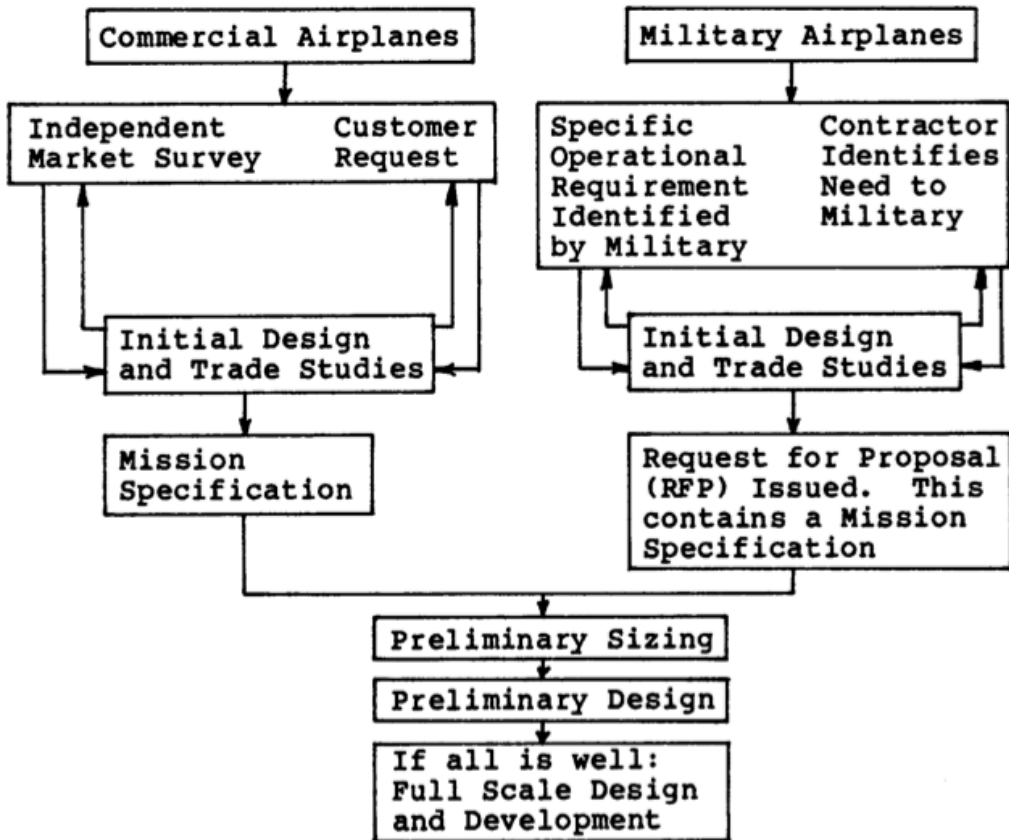 Commercial Airplanes
Independent
Market Survey
Customer
Request
Initial Design
and Trade Studies
Mission
Specification
Military Airplanes
Specific
Operational
Requirement
Identified
by Military
Contractor
Identifies
Need to
Military
Initial Design
and Trade Studies
Request for Proposal
(RFP) Issued.  This
contains a Mission
Specification
Preliminary Sizing
Preliminary Design
If all is well:
Full Scale Design
and Development